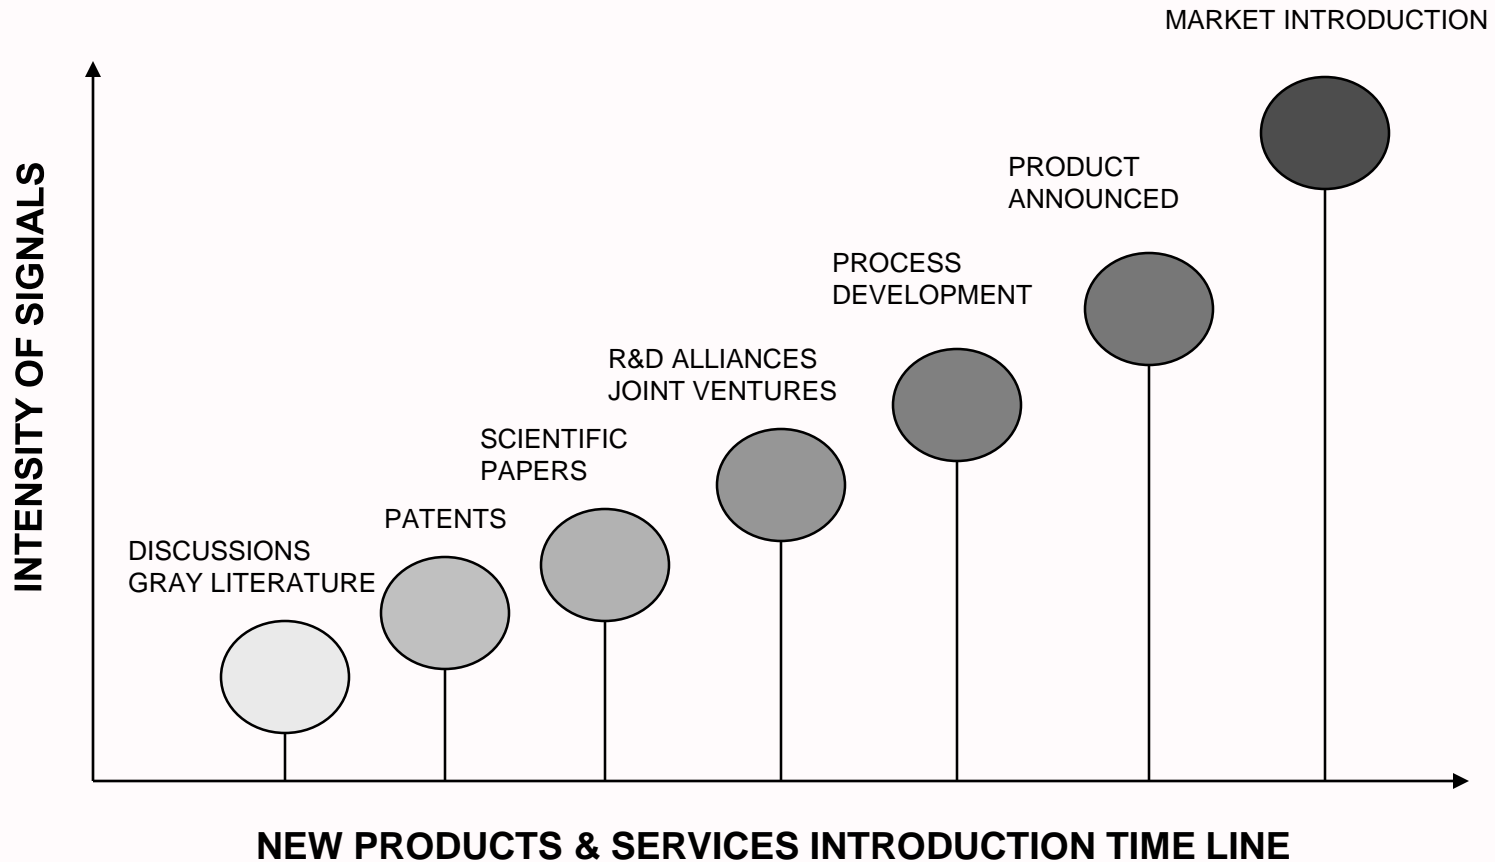 MARKET INTRODUCTION
PRODUCT
ANNOUNCED
PROCESS
DEVELOPMENT
R&D ALLIANCES
JOINT VENTURES
SCIENTIFIC
PAPERS
PATENTS
DISCUSSIONS
GRAY LITERATURE
INTENSITY OF SIGNALS
NEW PRODUCTS & SERVICES INTRODUCTION TIME LINE